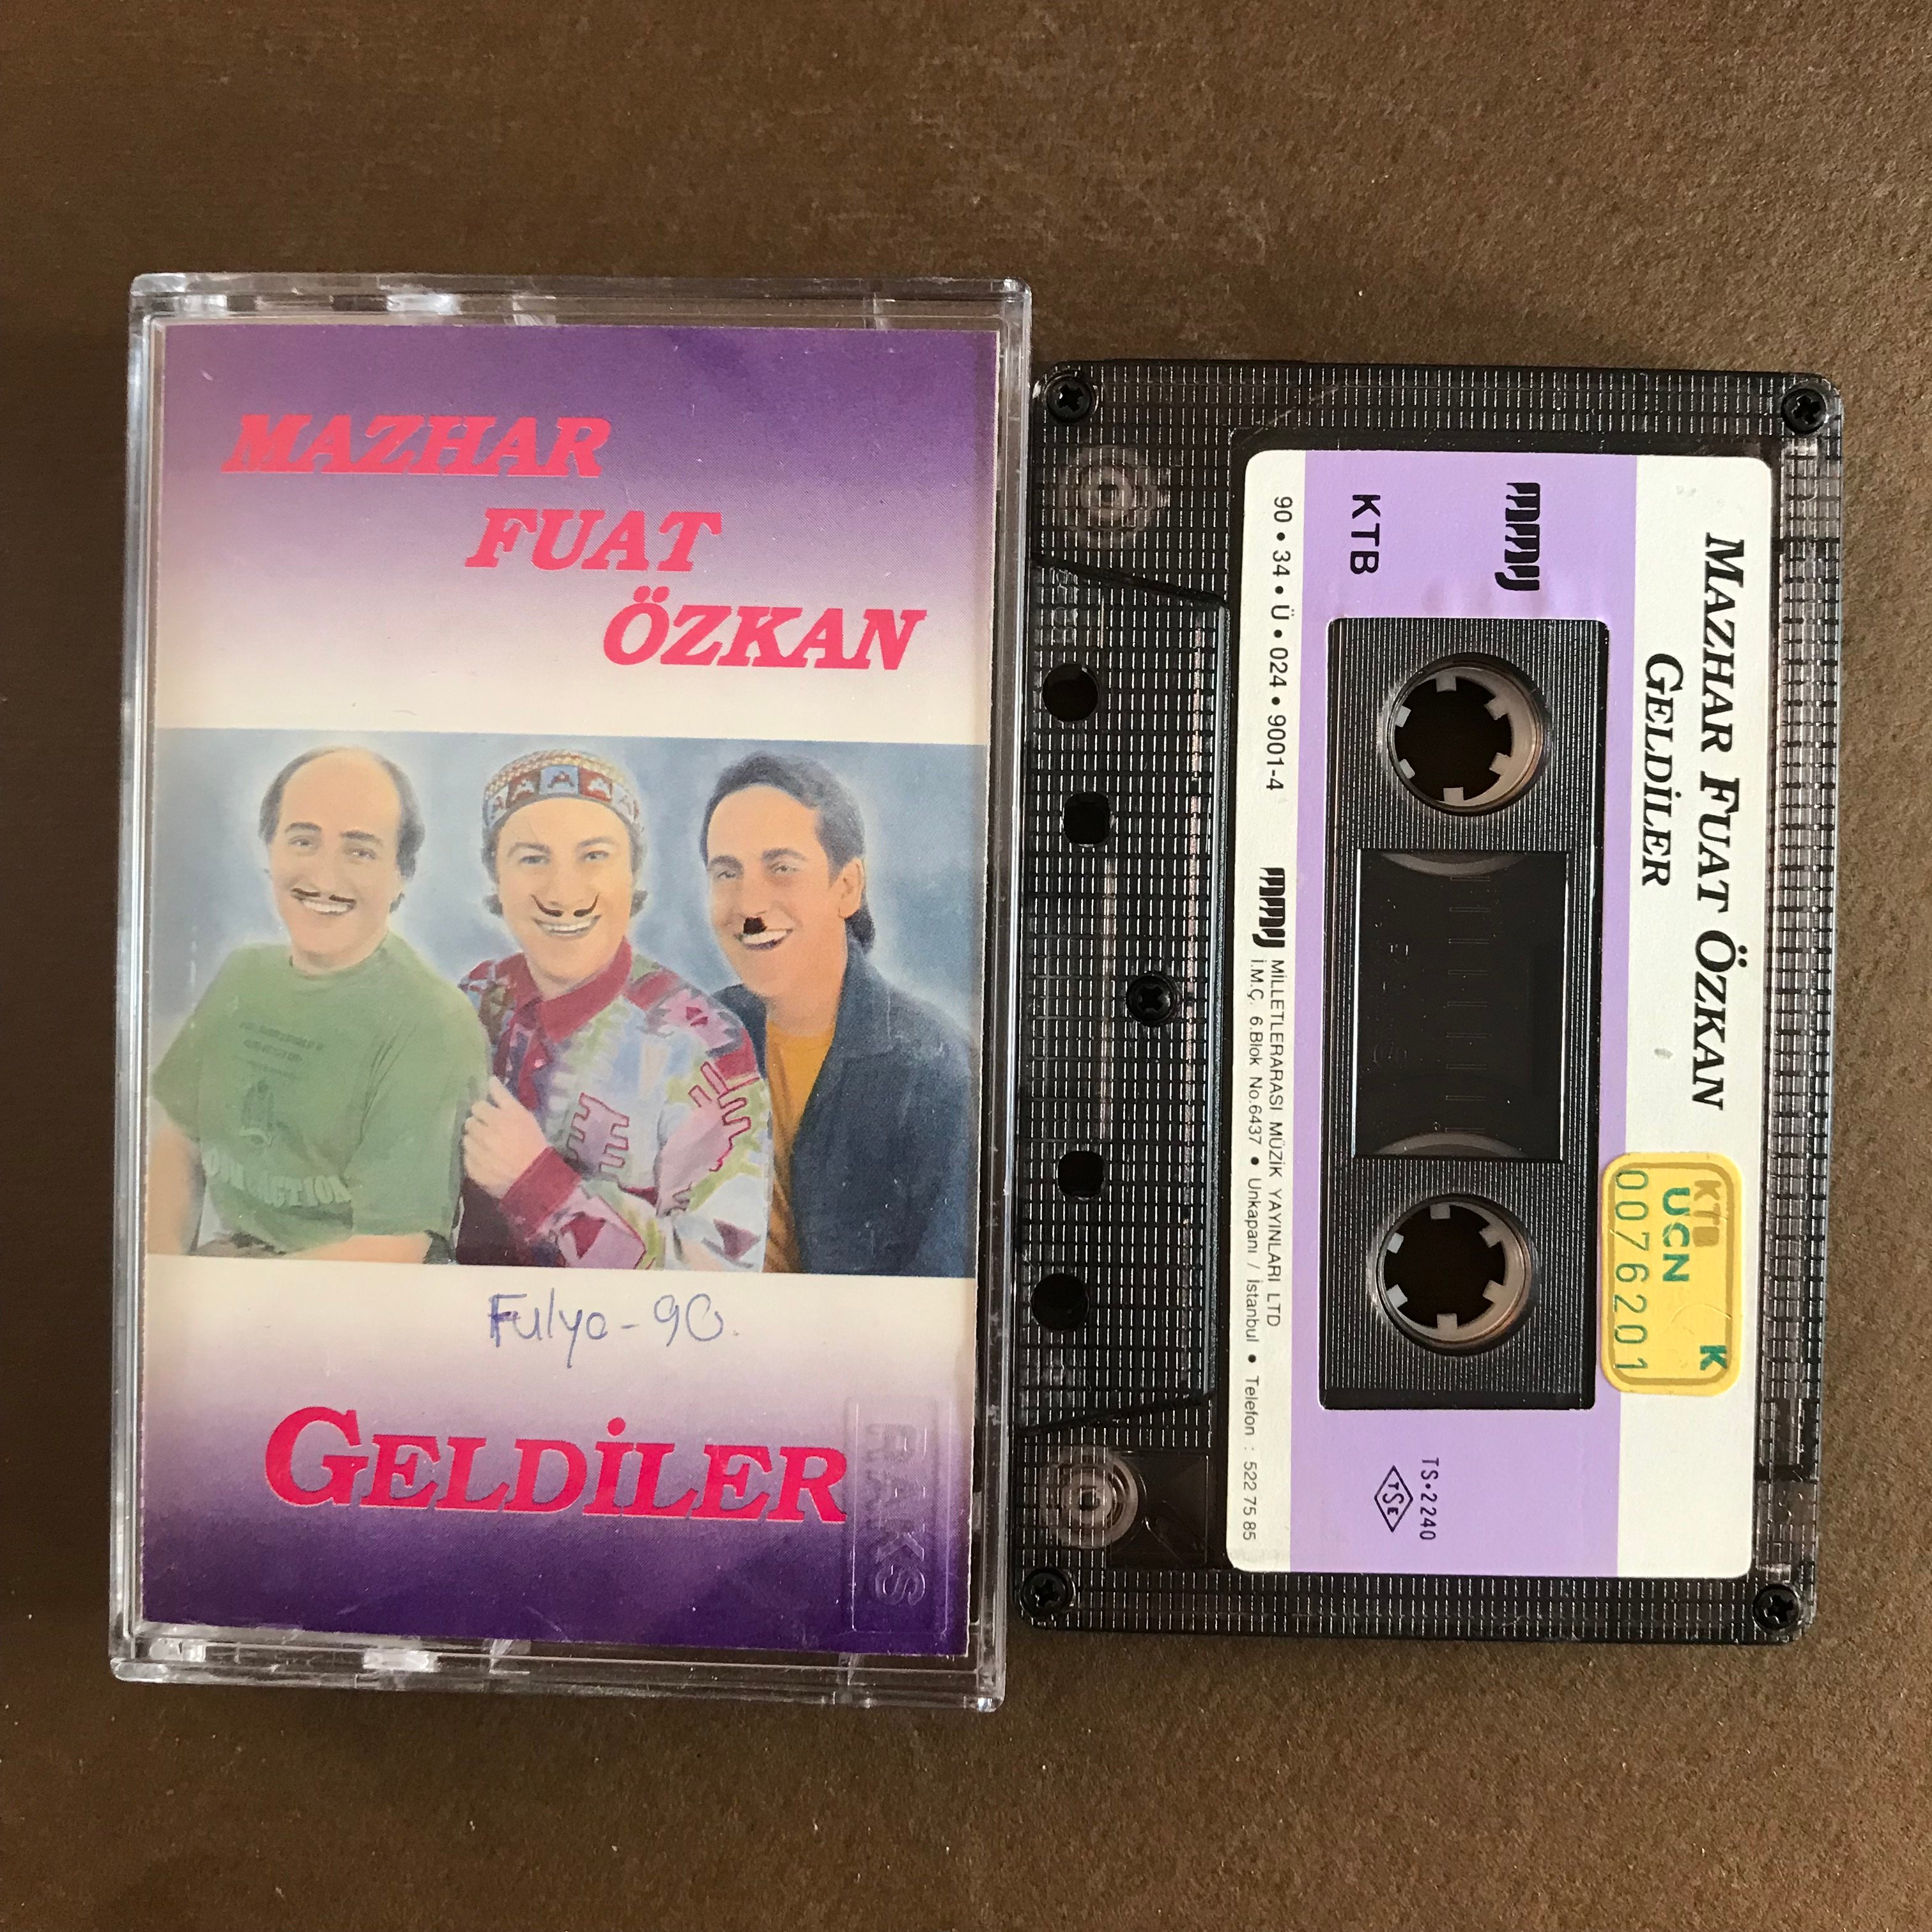 MAZHAR
FUAT
ÖZKAN
Fulya-90.
GELDİLER
RAKS
MAZHAR FUAT ÖZKAN
GELDİLER
KTB
UCN K
0076201
KTB
TS•2240
TSE
90 • 34 • Ü • 024 • 9001-4
MİLLETLERARASI MÜZİK YAYINLARI LTD
İ.M.Ç. 6.Blok No.6437 • Unkapanı / İstanbul • Telefon : 522 75 85